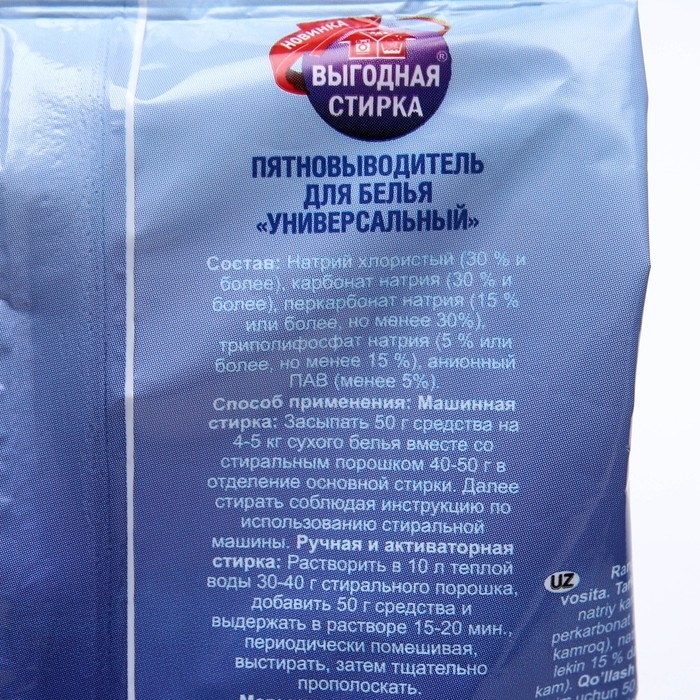 НОВИНКА
ВЫГОДНАЯ
СТИРКА
®
ПЯТНОВЫВОДИТЕЛЬ
ДЛЯ БЕЛЬЯ
«УНИВЕРСАЛЬНЫЙ»
Состав: Натрий хлористый (30 % и
более), карбонат натрия (30 % и
более), перкарбонат натрия (15 %
или более, но менее 30%),
триполифосфат натрия (5 % или
более, но менее 15 %), анионный
ПАВ (менее 5%).
Способ применения: Машинная
стирка: Засыпать 50 г средства на
4-5 кг сухого белья вместе со
стиральным порошком 40-50 г в
отделение основной стирки. Далее
стирать соблюдая инструкцию по
использованию стиральной
машины. Ручная и активаторная
стирка: Растворить в 10 л теплой
воды 30-40 г стирального порошка,
добавить 50 г средства и
выдержать в растворе 15-20 мин.,
периодически помешивая,
выстирать, затем тщательно
прополоскать.
UZ
vosita.
natriy
perkarbonat
kamroq),
lekin 15 %
kam). Qo'llash
uchun